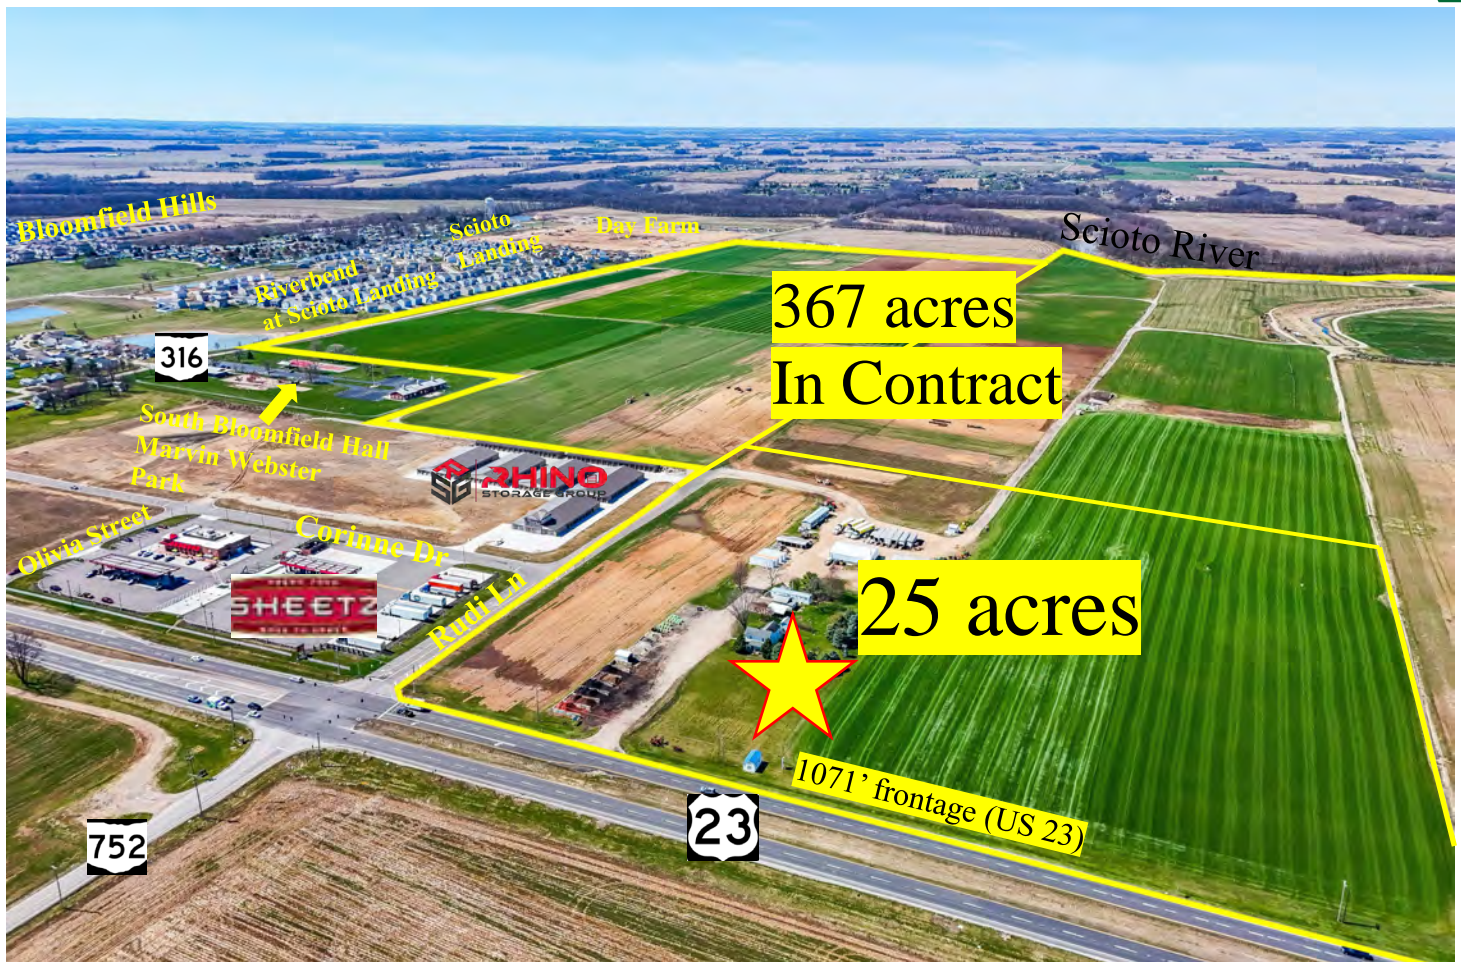 Bloomfield Hills
Scioto
Landing
Day Farm
Scioto River
Riverbend
at Scioto Landing
367 acres
In Contract
316
South Bloomfield Hall
Marvin Webster
Park
RSG
RHINO
STORAGE GROUP
Olivia Street
Corinne Dr
SHEETZ
Rudi Ln
25 acres
1071’ frontage (US 23)
23
752